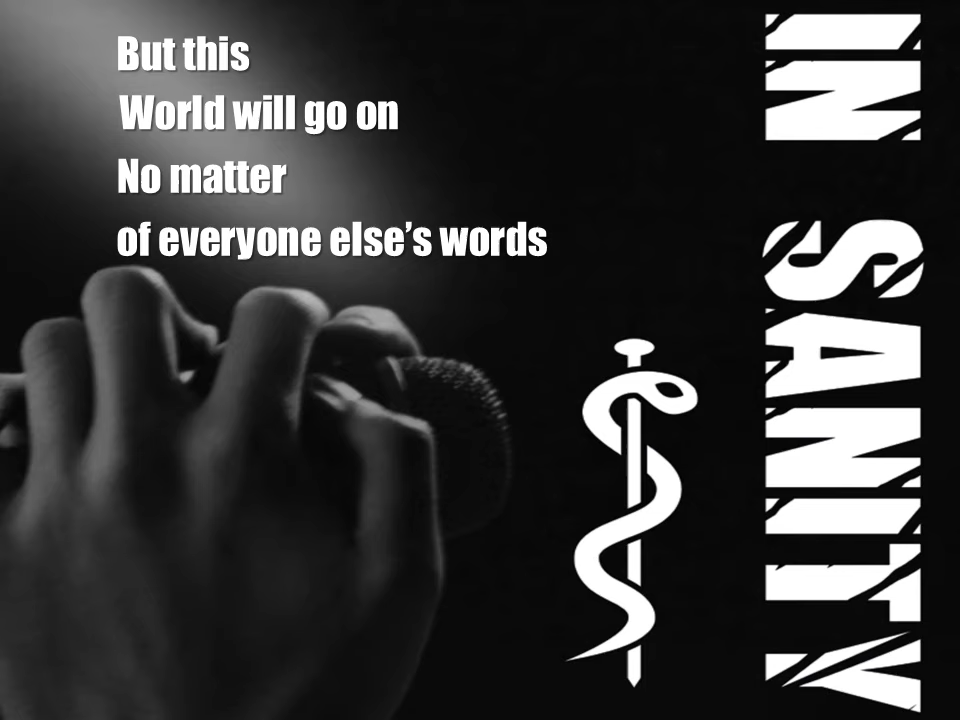 But this
World will go on
No matter
of everyone else’s words
IN SANITY